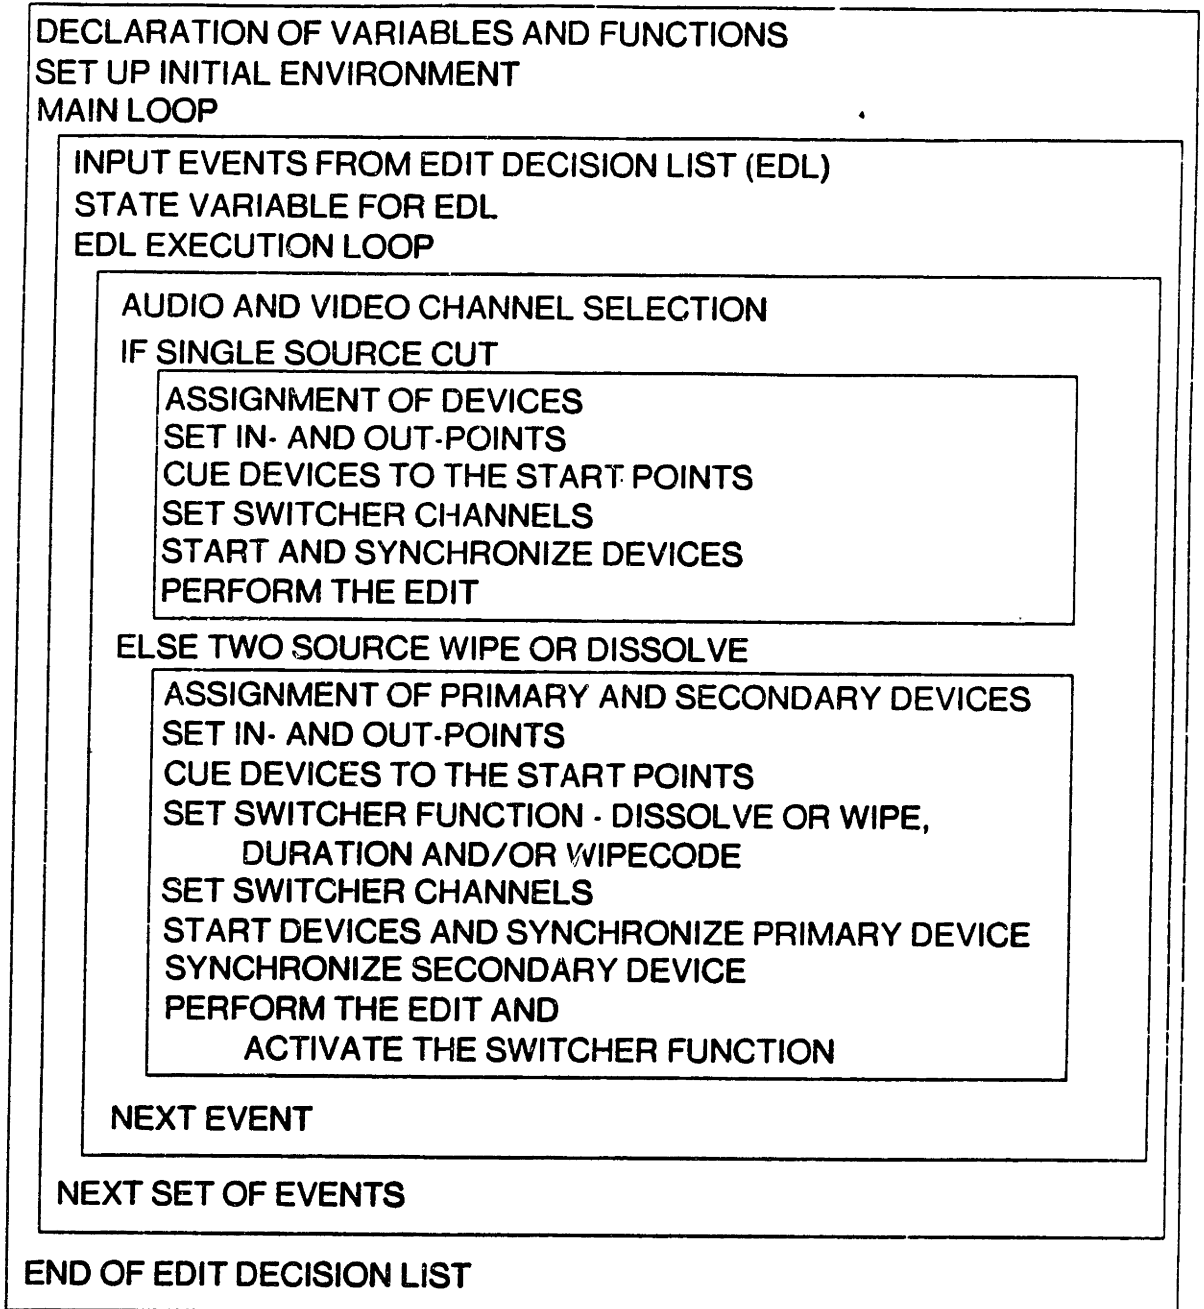 DECLARATION OF VARIABLES AND FUNCTIONS
SET UP INITIAL ENVIRONMENT
MAIN LOOP
INPUT EVENTS FROM EDIT DECISION LIST (EDL)
STATE VARIABLE FOR EDL
EDL EXECUTION LOOP
AUDIO AND VIDEO CHANNEL SELECTION
IF SINGLE SOURCE CUT
ASSIGNMENT OF DEVICES
SET IN- AND OUT-POINTS
CUE DEVICES TO THE START POINTS
SET SWITCHER CHANNELS
START AND SYNCHRONIZE DEVICES
PERFORM THE EDIT
ELSE TWO SOURCE WIPE OR DISSOLVE
ASSIGNMENT OF PRIMARY AND SECONDARY DEVICES
SET IN- AND OUT-POINTS
CUE DEVICES TO THE START POINTS
SET SWITCHER FUNCTION - DISSOLVE OR WIPE,
DURATION AND/OR WIPECODE
SET SWITCHER CHANNELS
START DEVICES AND SYNCHRONIZE PRIMARY DEVICE
SYNCHRONIZE SECONDARY DEVICE
PERFORM THE EDIT AND
ACTIVATE THE SWITCHER FUNCTION
NEXT EVENT
NEXT SET OF EVENTS
END OF EDIT DECISION LIST